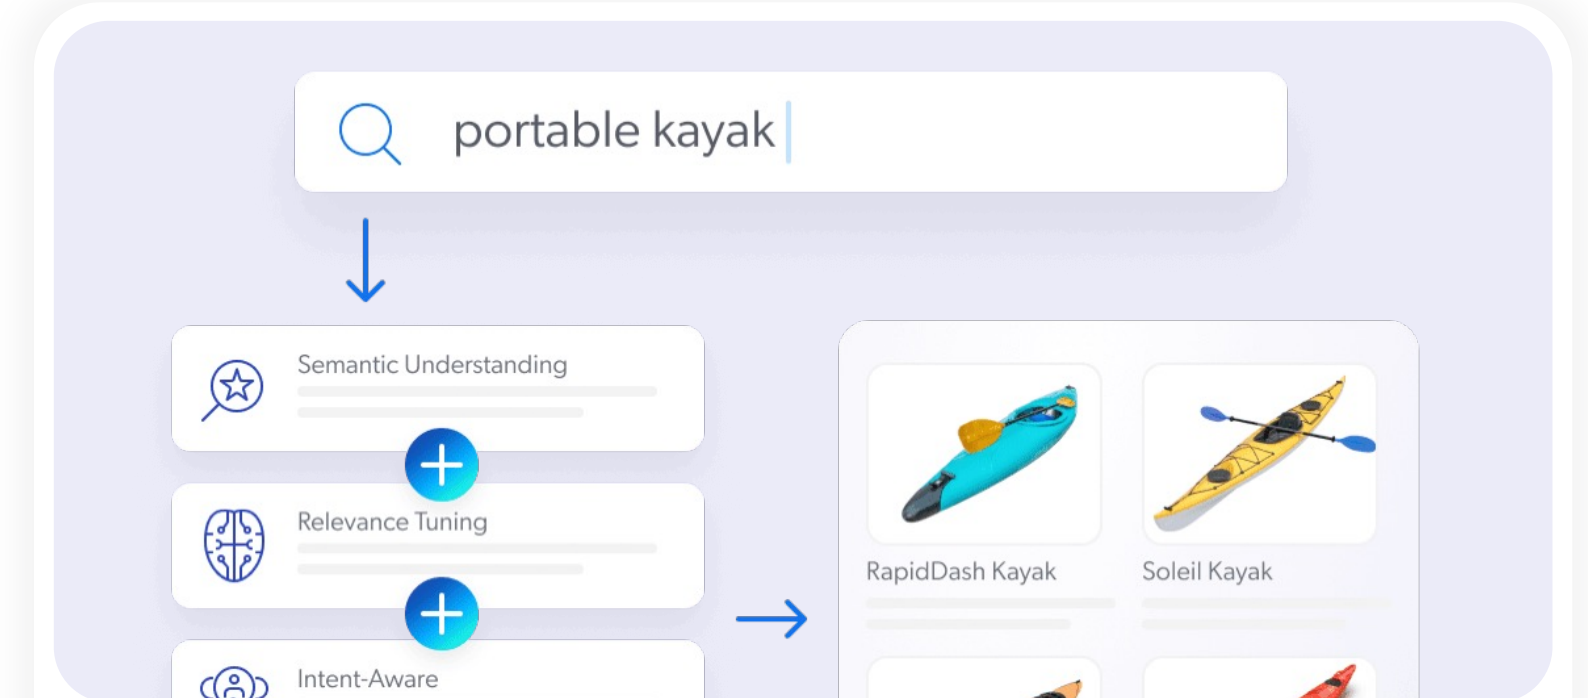 portable kayak
Semantic Understanding
Relevance Tuning
Intent-Aware
RapidDash Kayak
Soleil Kayak